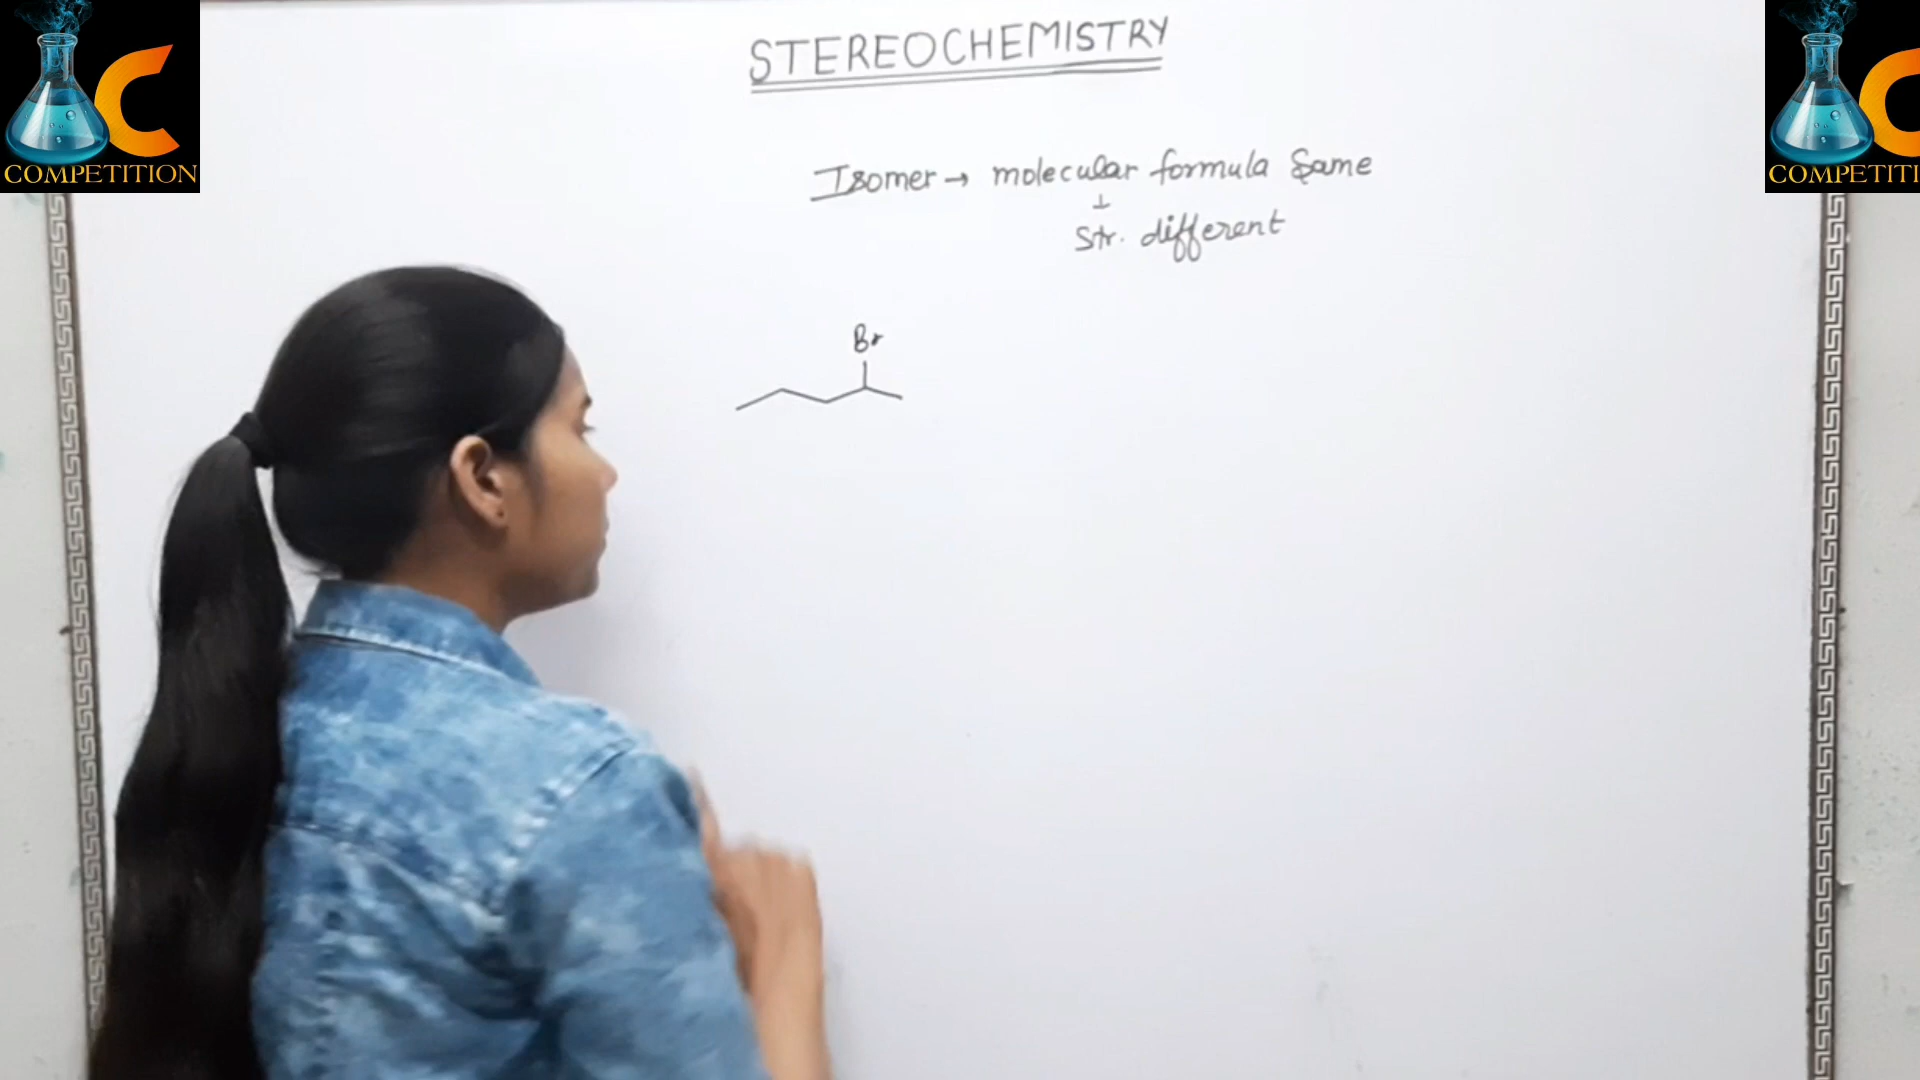 STEREOCHEMISTRY
Isomer → molecular formula Same
⊥
Str. different
Br
C
COMPETITION
C
COMPETITI